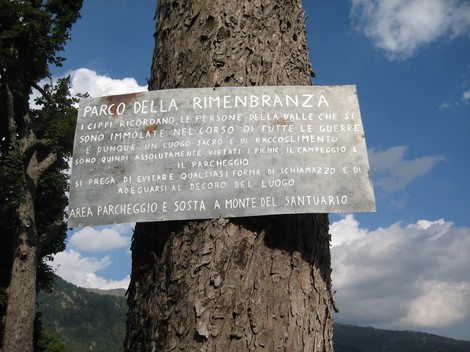 PARCO DELLA RIMENBRANZA
I CIPPI RICORDANO LE PERSONE DELLA VALLE CHE SI
SONO IMMOLATE NEL CORSO DI TUTTE LE GUERRE
E DUNQUE UN LUOGO SACRO E DI RACCOGLIMENTO
SONO, QUINDI ASSOLUTAMENTE, VIETATI I PICNIC, IL CAMPEGGIO E
IL PARCHEGGIO
SI PREGA DI EVITARE QUALSIASI FORMA DI SCHIAMAZZO E DI
ADEGUARSI AL DECORO DEL LUOGO
AREA PARCHEGGIO E SOSTA A MONTE DEL SANTUARIO